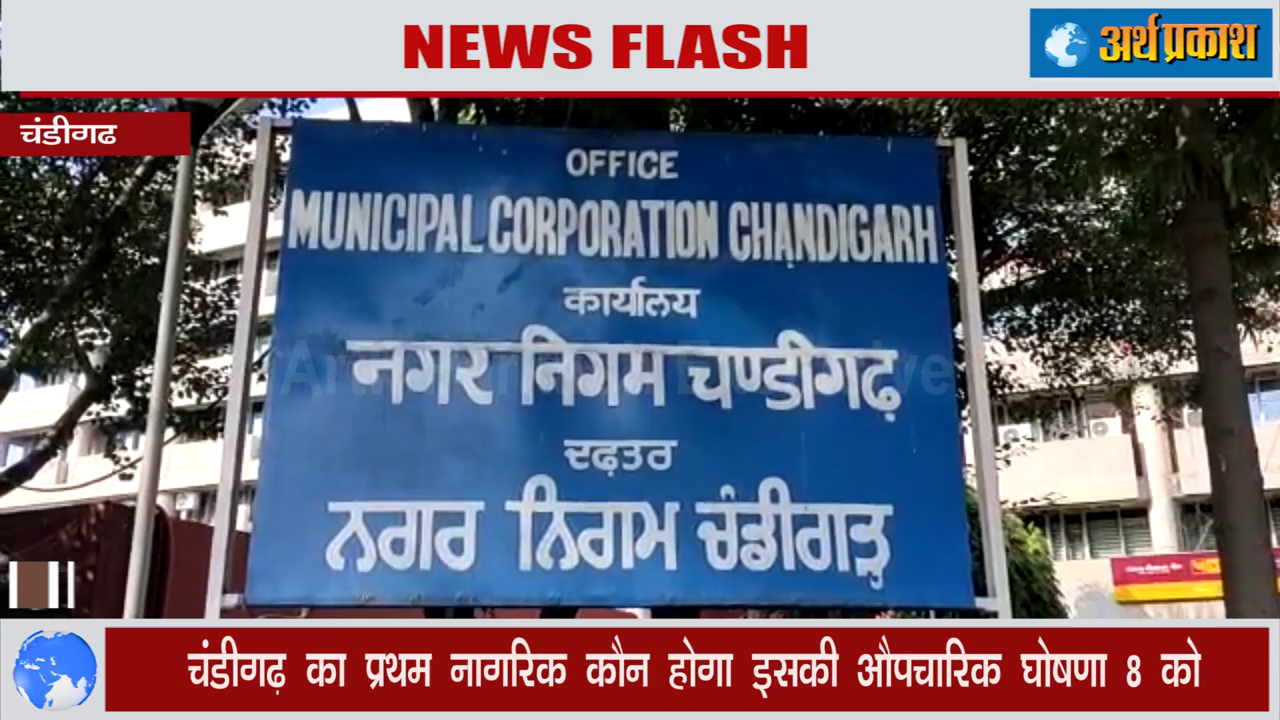 NEWS FLASH
अर्थ प्रकाश
चंडीगढ
OFFICE
MUNICIPAL CORPORATION CHANDIGARH
कार्यालय
नगर निगम चण्डीगढ़
ਦਫ਼ਤਰ
ਨਗਰ ਨਿਗਮ ਚੰਡੀਗੜ੍ਹ
चंडीगढ़ का प्रथम नागरिक कौन होगा इसकी औपचारिक घोषणा 8 को